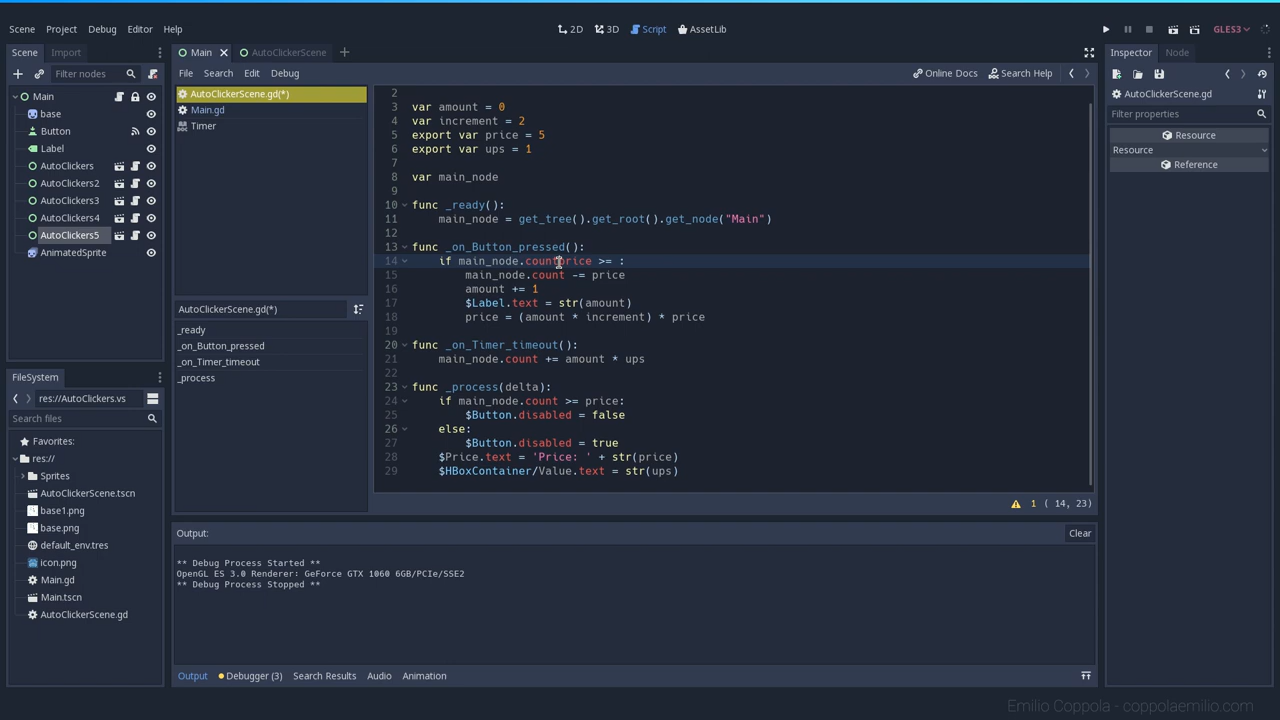 Scene Project Debug Editor Help
2D 3D Script AssetLib
GLES3
Scene Import
Filter nodes
Main
base
Button
Label
AutoClickers
AutoClickers2
AutoClickers3
AutoClickers4
AutoClickers5
AnimatedSprite
FileSystem
res://AutoClickers.vs
Search files
Favorites:
res://
Sprites
AutoClickerScene.tscn
base1.png
base.png
default_env.tres
icon.png
Main.gd
Main.tscn
AutoClickerScene.gd
Main AutoClickerScene
File Search Edit Debug
Online Docs Search Help
AutoClickerScene.gd(*)
Main.gd
Timer
AutoClickerScene.gd(*)
_ready
_on_Button_pressed
_on_Timer_timeout
_process
2
3 var amount = 0
4 var increment = 2
5 export var price = 5
6 export var ups = 1
7
8 var main_node
9
10 func _ready():
11 main_node = get_tree().get_root().get_node("Main")
12
13 func _on_Button_pressed():
14 if main_node.countprice >= :
15 main_node.count -= price
16 amount += 1
17 $Label.text = str(amount)
18 price = (amount * increment) * price
19
20 func _on_Timer_timeout():
21 main_node.count += amount * ups
22
23 func _process(delta):
24 if main_node.count >= price:
25 $Button.disabled = false
26 else:
27 $Button.disabled = true
28 $Price.text = 'Price: ' + str(price)
29 $HBoxContainer/Value.text = str(ups)
1 ( 14, 23)
Output:
Clear
** Debug Process Started **
OpenGL ES 3.0 Renderer: GeForce GTX 1060 6GB/PCIe/SSE2
** Debug Process Stopped **
Output Debugger (3) Search Results Audio Animation
Inspector Node
AutoClickerScene.gd
Filter properties
Resource
Resource
Reference
Emilio Coppola - coppolaemilio.com